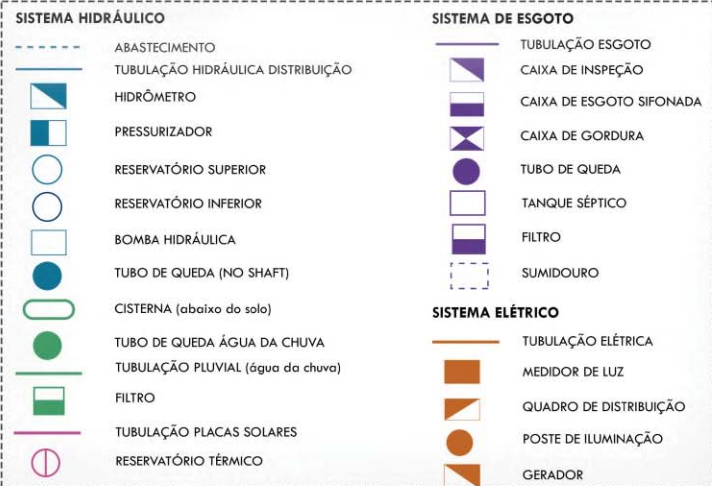 SISTEMA HIDRÁULICO
ABASTECIMENTO
TUBULAÇÃO HIDRÁULICA DISTRIBUIÇÃO
HIDRÔMETRO
PRESSURIZADOR
RESERVATÓRIO SUPERIOR
RESERVATÓRIO INFERIOR
BOMBA HIDRÁULICA
TUBO DE QUEDA (NO SHAFT)
CISTERNA (abaixo do solo)
TUBO DE QUEDA ÁGUA DA CHUVA
TUBULAÇÃO PLUVIAL (água da chuva)
FILTRO
TUBULAÇÃO PLACAS SOLARES
RESERVATÓRIO TÉRMICO
SISTEMA DE ESGOTO
TUBULAÇÃO ESGOTO
CAIXA DE INSPEÇÃO
CAIXA DE ESGOTO SIFONADA
CAIXA DE GORDURA
TUBO DE QUEDA
TANQUE SÉPTICO
FILTRO
SUMIDOURO
SISTEMA ELÉTRICO
TUBULAÇÃO ELÉTRICA
MEDIDOR DE LUZ
QUADRO DE DISTRIBUIÇÃO
POSTE DE ILUMINAÇÃO
GERADOR